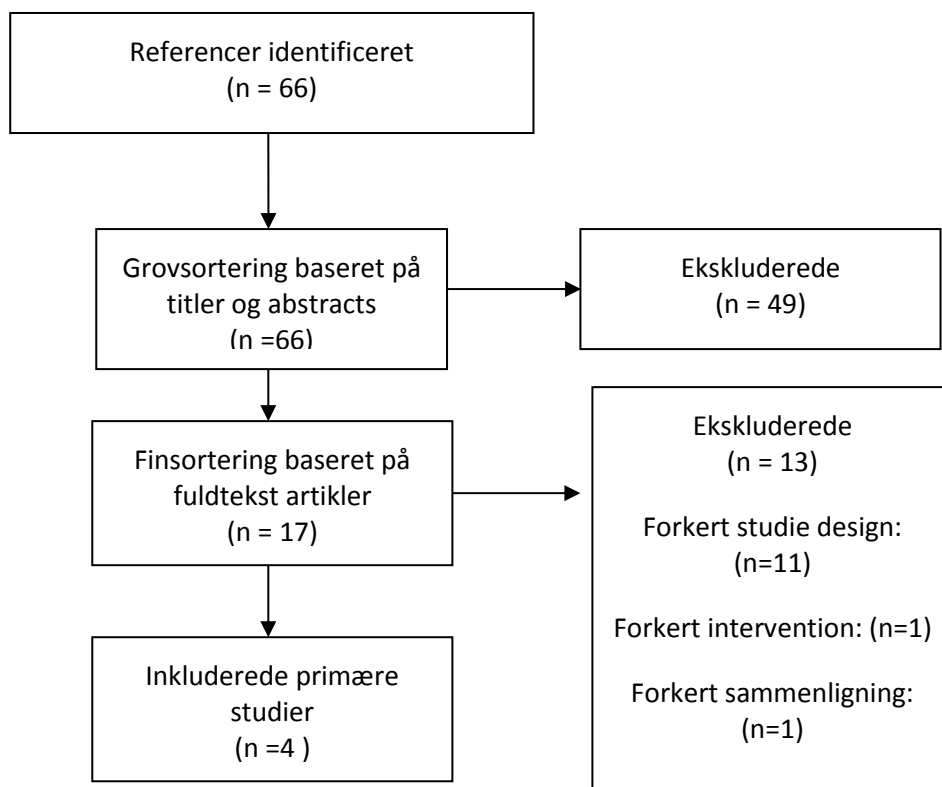 Referencer identificeret
(n = 66)
Grovsortering baseret på
titler og abstracts
(n =66)
Ekskluderede
(n = 49)
Finsortering baseret på
fuldtekst artikler
(n = 17)
Ekskluderede
(n = 13)
Forkert studie design:
(n=11)
Forkert intervention: (n=1)
Forkert sammenligning:
(n=1)
Inkluderede primære
studier
(n =4 )